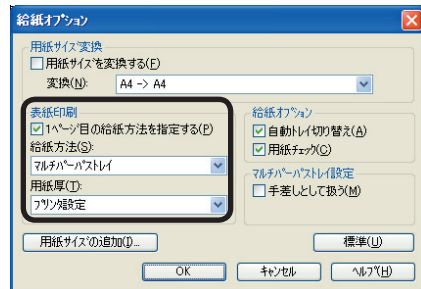 給紙オプション
用紙サイズ変換
用紙サイズを変換する(F)
変換(N):
A4 -> A4
表紙印刷
1ページ目の給紙方法を指定する(P)
給紙方法(S):
マルチパーパストレイ
用紙厚(T):
プリンタ設定
給紙オプション
自動トレイ切り替え(A)
用紙チェック(C)
マルチパーパストレイ設定
手差しとして扱う(M)
用紙サイズの追加(I)...
標準(U)
OK
キャンセル
ヘルプ(H)